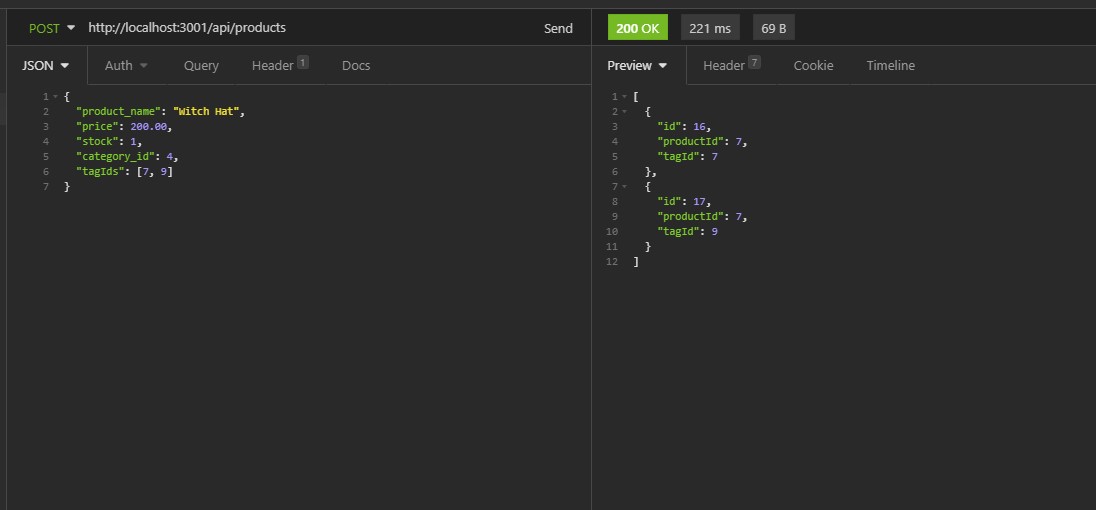 POST http://localhost:3001/api/products Send
JSON Auth Query Header 1 Docs
1 {
2 "product_name": "Witch Hat",
3 "price": 200.00,
4 "stock": 1,
5 "category_id": 4,
6 "tagIds": [7, 9]
7 }
200 OK 221 ms 69 B
Preview Header 7 Cookie Timeline
1 [
2 {
3 "id": 16,
4 "productId": 7,
5 "tagId": 7
6 },
7 {
8 "id": 17,
9 "productId": 7,
10 "tagId": 9
11 }
12 ]